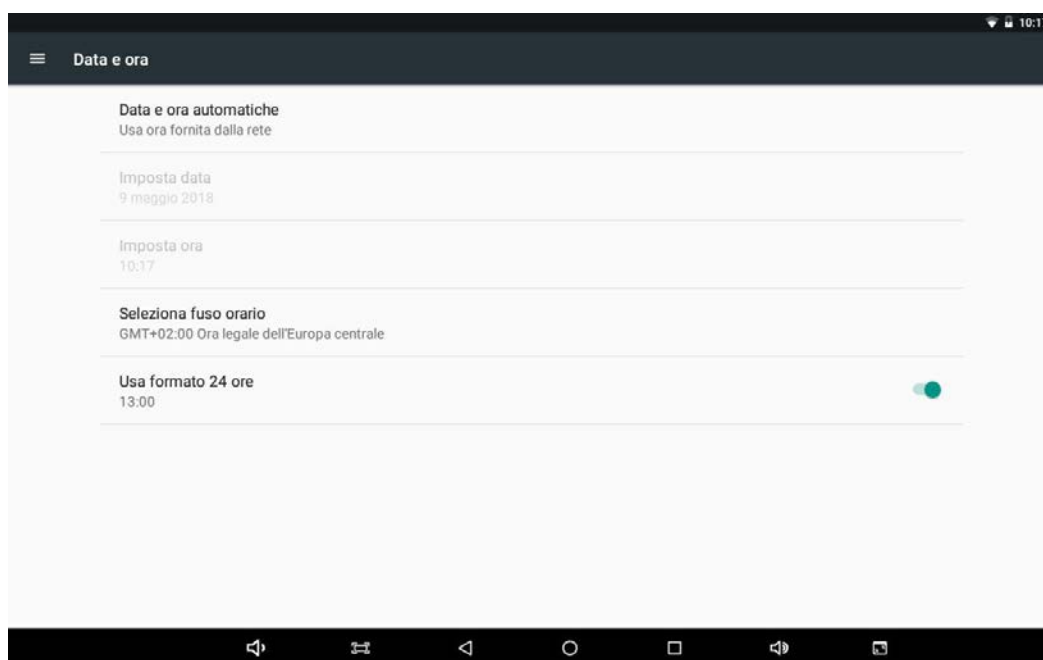 10:17
Data e ora
Data e ora automatiche
Usa ora fornita dalla rete
Imposta data
9 maggio 2018
Imposta ora
10:17
Seleziona fuso orario
GMT+02:00 Ora legale dell'Europa centrale
Usa formato 24 ore
13:00